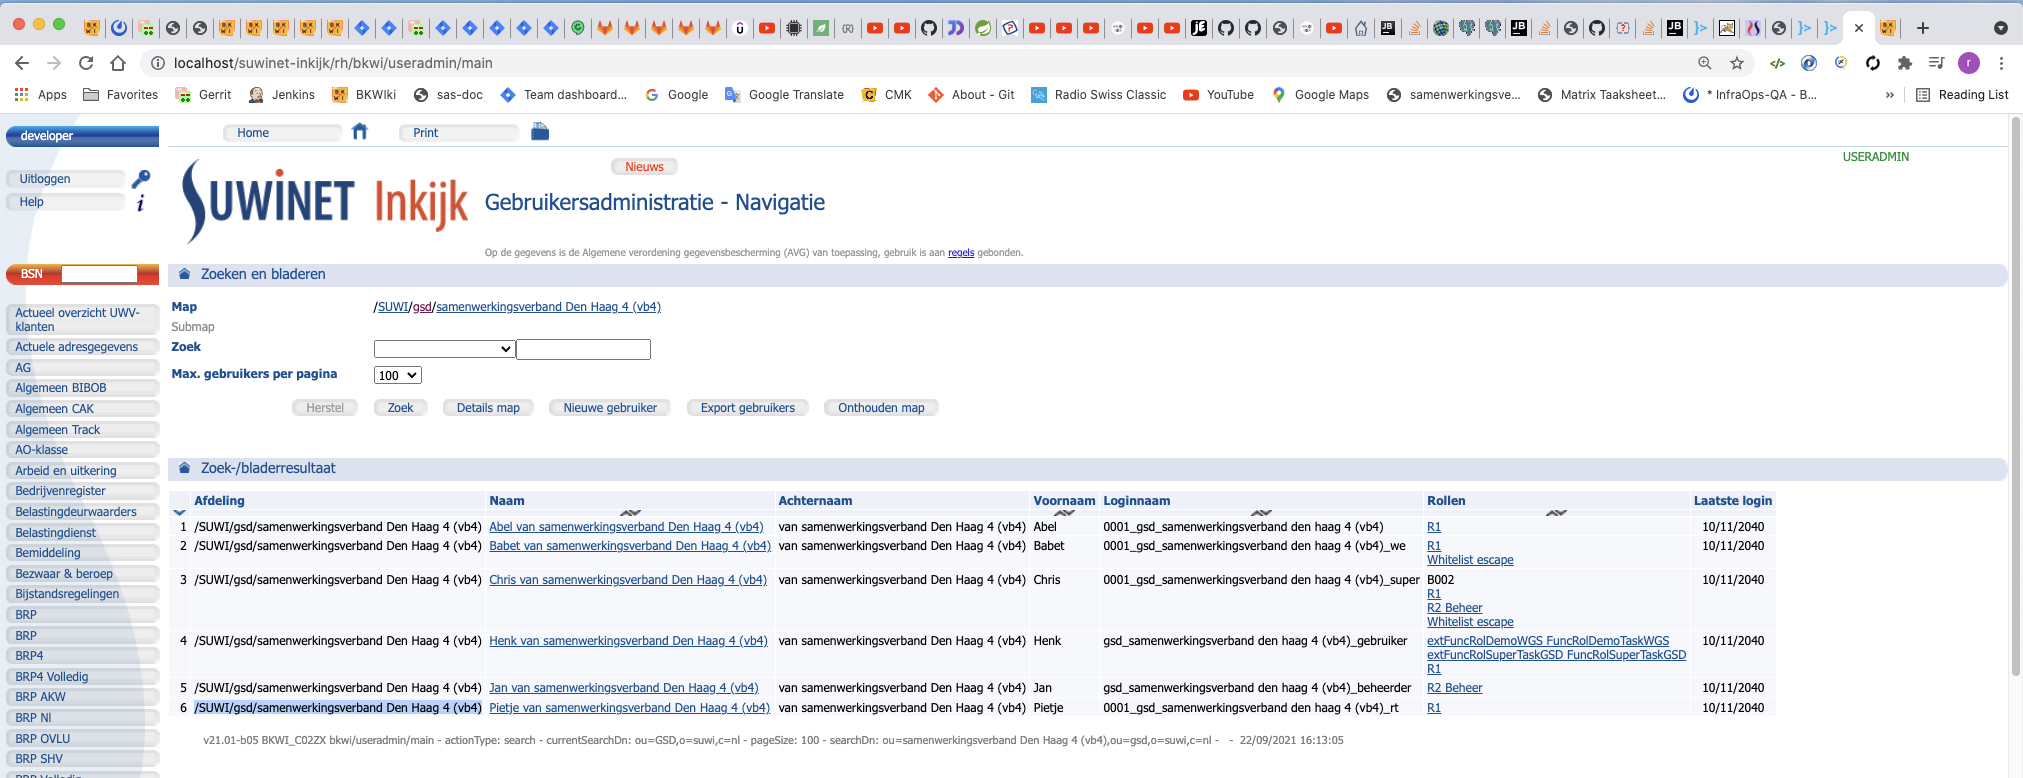 localhost/suwinet-inkijk/rh/bkwi/useradmin/main
r
Apps Favorites Gerrit Jenkins BKWIki sas-doc Team dashboard... Google Google Translate CMK About - Git Radio Swiss Classic YouTube Google Maps samenwerkingsve... Matrix Taaksheet... * InfraOps-QA - B... » Reading List
developer
Home Print
Nieuws
USERADMIN
Uitloggen
Help
SUWINET Inkijk
Gebruikersadministratie - Navigatie
Op de gegevens is de Algemene verordening gegevensbescherming (AVG) van toepassing, gebruik is aan regels gebonden.
BSN
Zoeken en bladeren
Map /SUWI/gsd/samenwerkingsverband Den Haag 4 (vb4)
Submap
Zoek
Max. gebruikers per pagina 100
Herstel Zoek Details map Nieuwe gebruiker Export gebruikers Onthouden map
Actueel overzicht UWV-
klanten
Actuele adresgegevens
AG
Algemeen BIBOB
Algemeen CAK
Algemeen Track
AO-klasse
Arbeid en uitkering
Bedrijvenregister
Belastingdeurwaarders
Belastingdienst
Bemiddeling
Bezwaar & beroep
Bijstandsregelingen
BRP
BRP
BRP4
BRP4 Volledig
BRP AKW
BRP NI
BRP OVLU
BRP SHV
BRP Volledig
Zoek-/bladerresultaat
Afdeling Naam Achternaam Voornaam Loginnaam Rollen Laatste login
1 /SUWI/gsd/samenwerkingsverband Den Haag 4 (vb4) Abel van samenwerkingsverband Den Haag 4 (vb4) van samenwerkingsverband Den Haag 4 (vb4) Abel 0001_gsd_samenwerkingsverband den haag 4 (vb4) R1 10/11/2040
2 /SUWI/gsd/samenwerkingsverband Den Haag 4 (vb4) Babet van samenwerkingsverband Den Haag 4 (vb4) van samenwerkingsverband Den Haag 4 (vb4) Babet 0001_gsd_samenwerkingsverband den haag 4 (vb4)_we R1 10/11/2040
Whitelist escape
3 /SUWI/gsd/samenwerkingsverband Den Haag 4 (vb4) Chris van samenwerkingsverband Den Haag 4 (vb4) van samenwerkingsverband Den Haag 4 (vb4) Chris 0001_gsd_samenwerkingsverband den haag 4 (vb4)_super B002 10/11/2040
R1
R2 Beheer
Whitelist escape
4 /SUWI/gsd/samenwerkingsverband Den Haag 4 (vb4) Henk van samenwerkingsverband Den Haag 4 (vb4) van samenwerkingsverband Den Haag 4 (vb4) Henk gsd_samenwerkingsverband den haag 4 (vb4)_gebruiker extFuncRolDemoWGS FuncRolDemoTaskWGS 10/11/2040
extFuncRolSuperTaskGSD FuncRolSuperTaskGSD
R1
5 /SUWI/gsd/samenwerkingsverband Den Haag 4 (vb4) Jan van samenwerkingsverband Den Haag 4 (vb4) van samenwerkingsverband Den Haag 4 (vb4) Jan gsd_samenwerkingsverband den haag 4 (vb4)_beheerder R2 Beheer 10/11/2040
6 /SUWI/gsd/samenwerkingsverband Den Haag 4 (vb4) Pietje van samenwerkingsverband Den Haag 4 (vb4) van samenwerkingsverband Den Haag 4 (vb4) Pietje 0001_gsd_samenwerkingsverband den haag 4 (vb4)_rt R1 10/11/2040
v21.01-b05 BKWI_C02ZX bkwi/useradmin/main - actionType: search - currentSearchDn: ou=GSD,o=suwi,c=nl - pageSize: 100 - searchDn: ou=samenwerkingsverband Den Haag 4 (vb4),ou=gsd,o=suwi,c=nl - - 22/09/2021 16:13:05